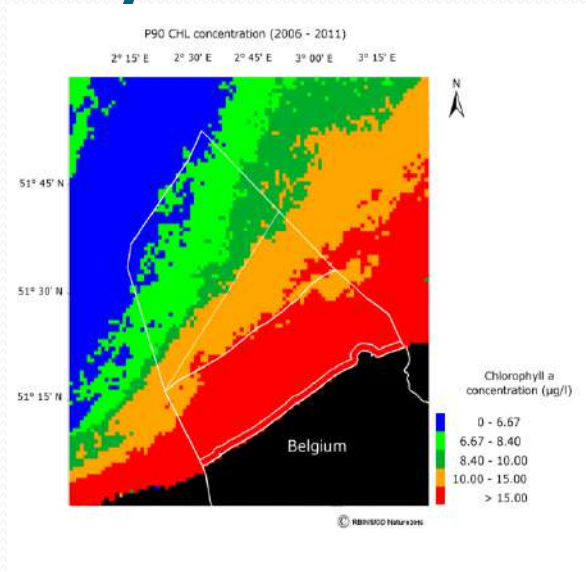 P90 CHL concentration (2006 - 2011)
2° 15' E 2° 30' E 2° 45' E 3° 00' E 3° 15' E
N
51° 45' N
51° 30' N
51° 15' N
Belgium
Chlorophyll a
concentration (µg/l)
0 - 6.67
6.67 - 8.40
8.40 - 10.00
10.00 - 15.00
> 15.00
©